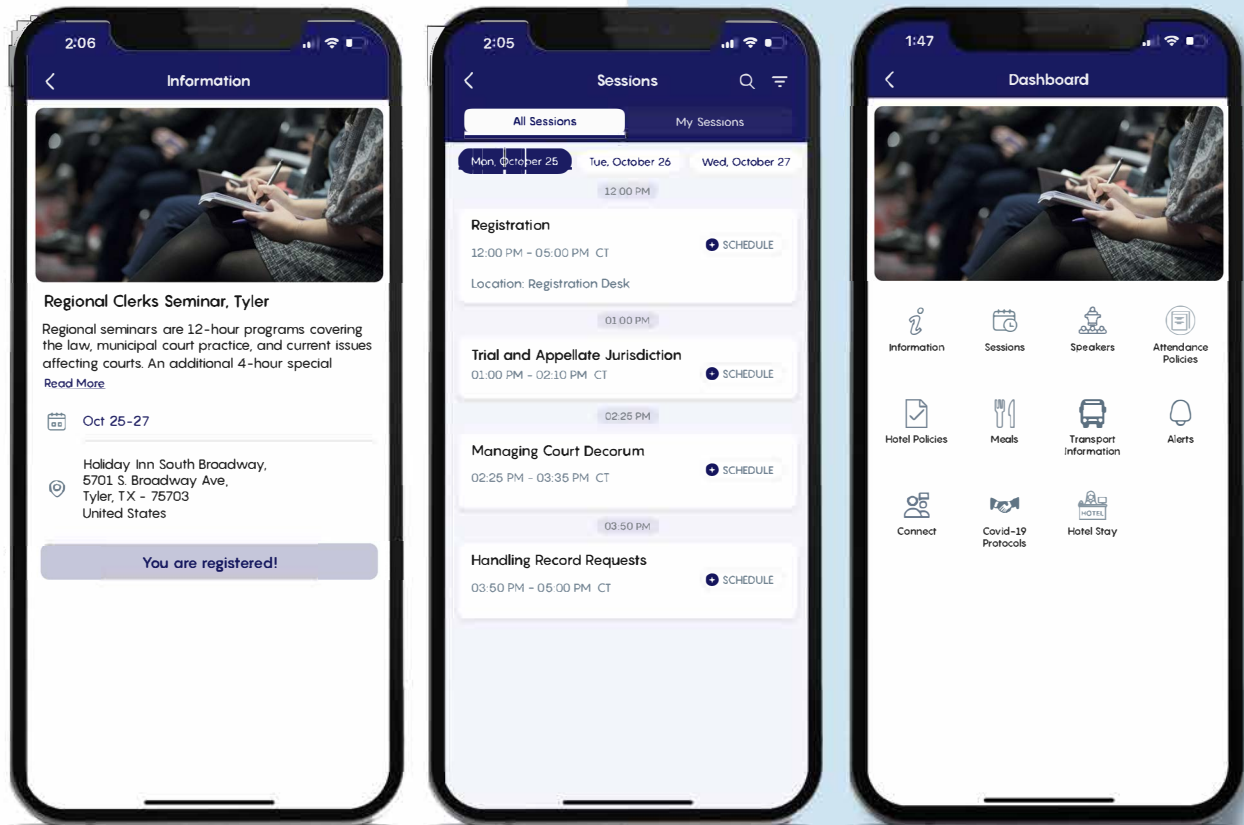 2:06
Information
Regional Clerks Seminar, Tyler
Regional seminars are 12-hour programs covering
the law, municipal court practice, and current issues
affecting courts. An additional 4-hour special
Read More
Oct 25-27
Holiday Inn South Broadway,
5701 S. Broadway Ave,
Tyler, TX - 75703
United States
You are registered!
2:05
Sessions
All Sessions
My Sessions
Mon, October 25
Tue, October 26
Wed, October 27
12:00 PM
Registration
12:00 PM - 05:00 PM CT
SCHEDULE
Location: Registration Desk
01:00 PM
Trial and Appellate Jurisdiction
01:00 PM - 02:10 PM CT
SCHEDULE
02:25 PM
Managing Court Decorum
02:25 PM - 03:35 PM CT
SCHEDULE
03:50 PM
Handling Record Requests
03:50 PM - 05:00 PM CT
SCHEDULE
1:47
Dashboard
Information
Sessions
Speakers
Attendance
Policies
Hotel Policies
Meals
Transport
Information
Alerts
Connect
Covid-19
Protocols
HOTEL
Hotel Stay